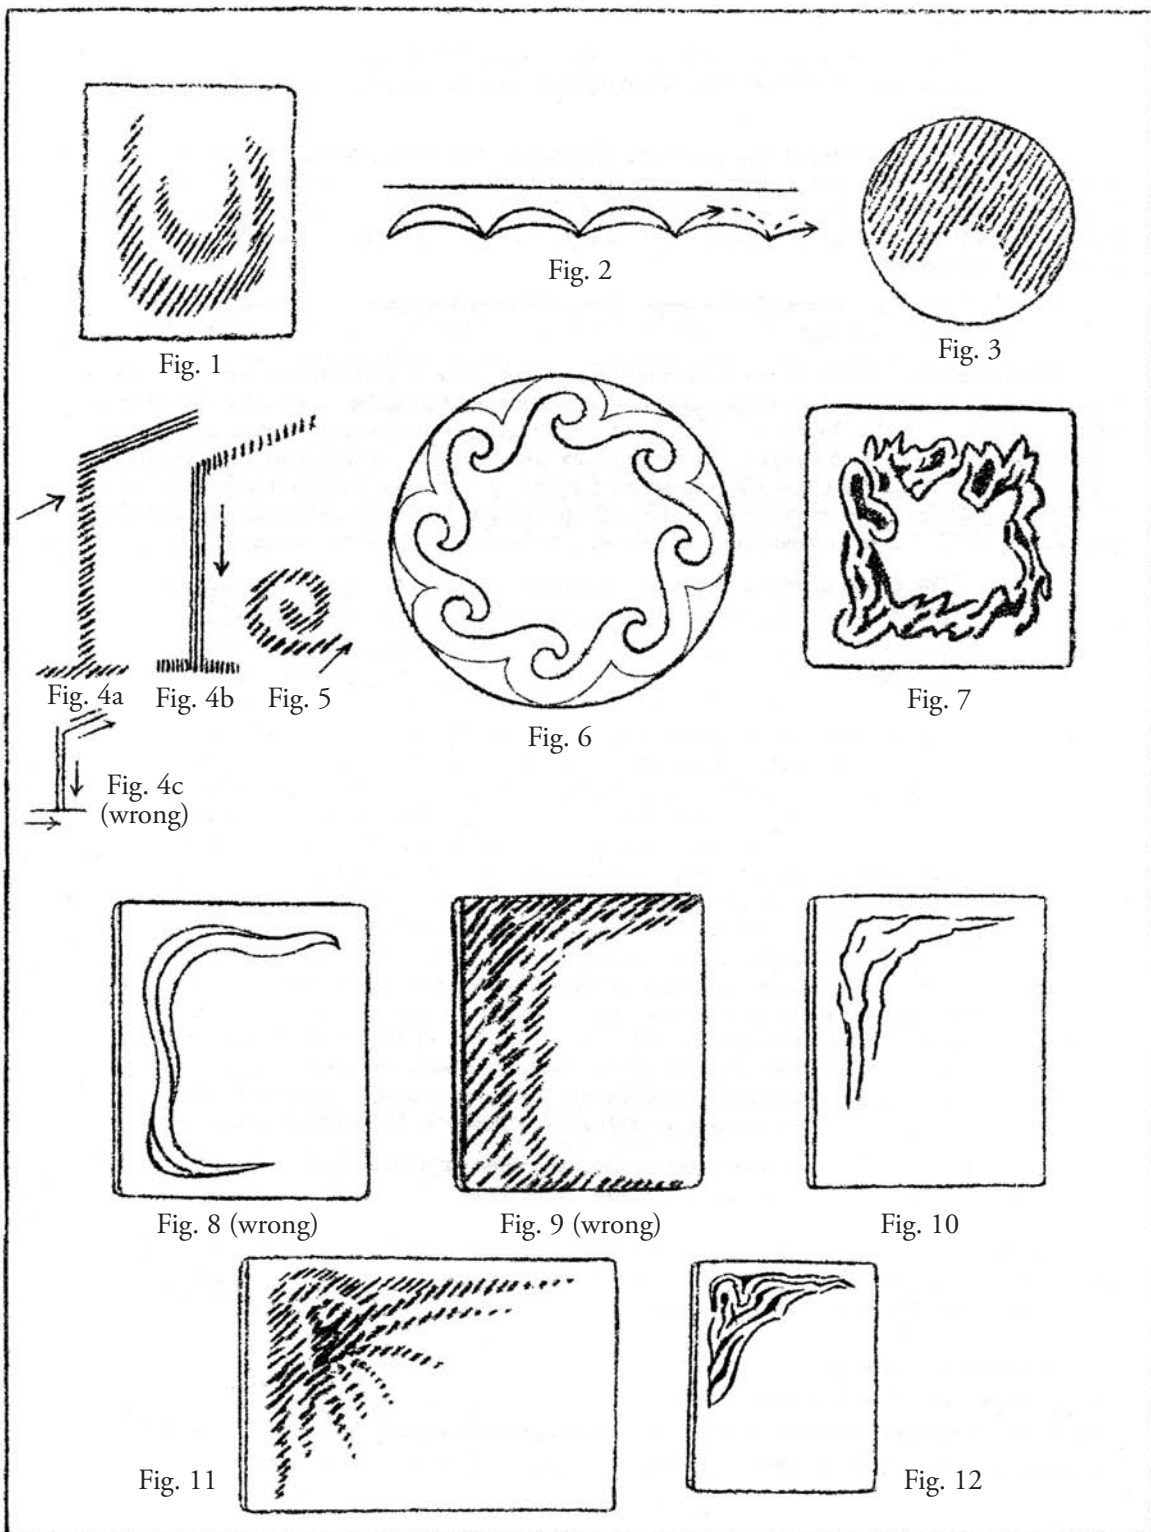 Fig. 1
Fig. 2
Fig. 3
Fig. 4a
Fig. 4b
Fig. 5
Fig. 6
Fig. 7
Fig. 4c
(wrong)
Fig. 8 (wrong)
Fig. 9 (wrong)
Fig. 10
Fig. 11
Fig. 12